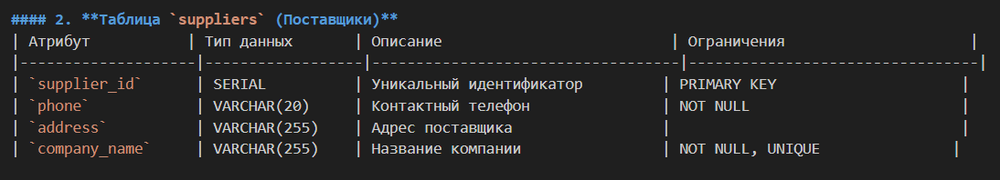 #### 2. **Таблица `suppliers` (Поставщики)**
| Атрибут           | Тип данных       | Описание                          | Ограничения                     |
|--------------------|------------------|-----------------------------------|---------------------------------|
| `supplier_id`      | SERIAL          | Уникальный идентификатор         | PRIMARY KEY                     |
| `phone`            | VARCHAR(20)     | Контактный телефон               | NOT NULL                        |
| `address`          | VARCHAR(255)    | Адрес поставщика                 |                                 |
| `company_name`     | VARCHAR(255)    | Название компании                | NOT NULL, UNIQUE               |